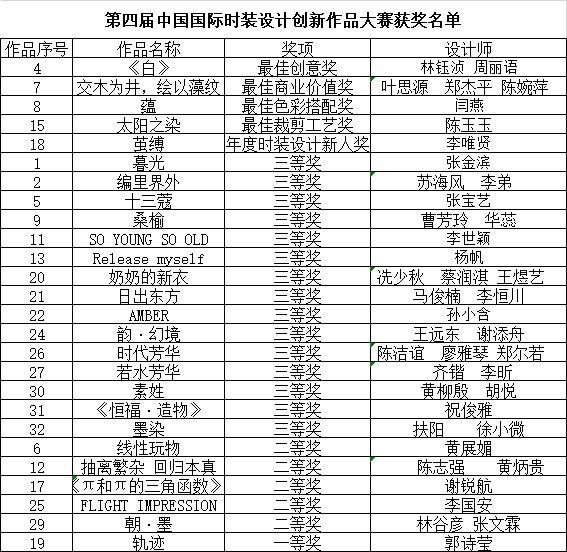 第四届中国国际时装设计创新作品大赛获奖名单
作品序号 作品名称 奖项 设计师
4 《白》 最佳创意奖 林钰浈 周丽语
7 交木为井，绘以藻纹 最佳商业价值奖 叶思源 郑杰平 陈婉萍
8 蕴 最佳色彩搭配奖 闫燕
15 太阳之染 最佳裁剪工艺奖 陈玉玉
18 茧缚 年度时装设计新人奖 李唯贤
1 暮光 三等奖 张金滨
2 编里界外 三等奖 苏海风 李弟
5 十三蔻 三等奖 张宝艺
9 桑榆 三等奖 曹芳玲 华蕊
11 SO YOUNG SO OLD 三等奖 李世颖
13 Release myself 三等奖 杨帆
20 奶奶的新衣 三等奖 冼少秋 蔡润淇 王煜艺
21 日出东方 三等奖 马俊楠 李恒川
22 AMBER 三等奖 孙小含
24 韵·幻境 三等奖 王远东 谢添舟
26 时代芳华 三等奖 陈洁谊 廖雅琴 郑尔若
27 若水芳华 三等奖 齐锴 李昕
30 素姓 三等奖 黄柳殷 胡悦
31 《恒福·造物》 三等奖 祝俊雅
32 墨染 三等奖 扶阳 徐小微
6 线性玩物 二等奖 黄展媚
12 抽离繁杂 回归本真 二等奖 陈志强 黄炳贵
17 《π和π的三角函数》 二等奖 谢锐航
25 FLIGHT IMPRESSION 二等奖 李国安
29 朝·墨 二等奖 林谷彦 张文霖
19 轨迹 一等奖 郭诗莹